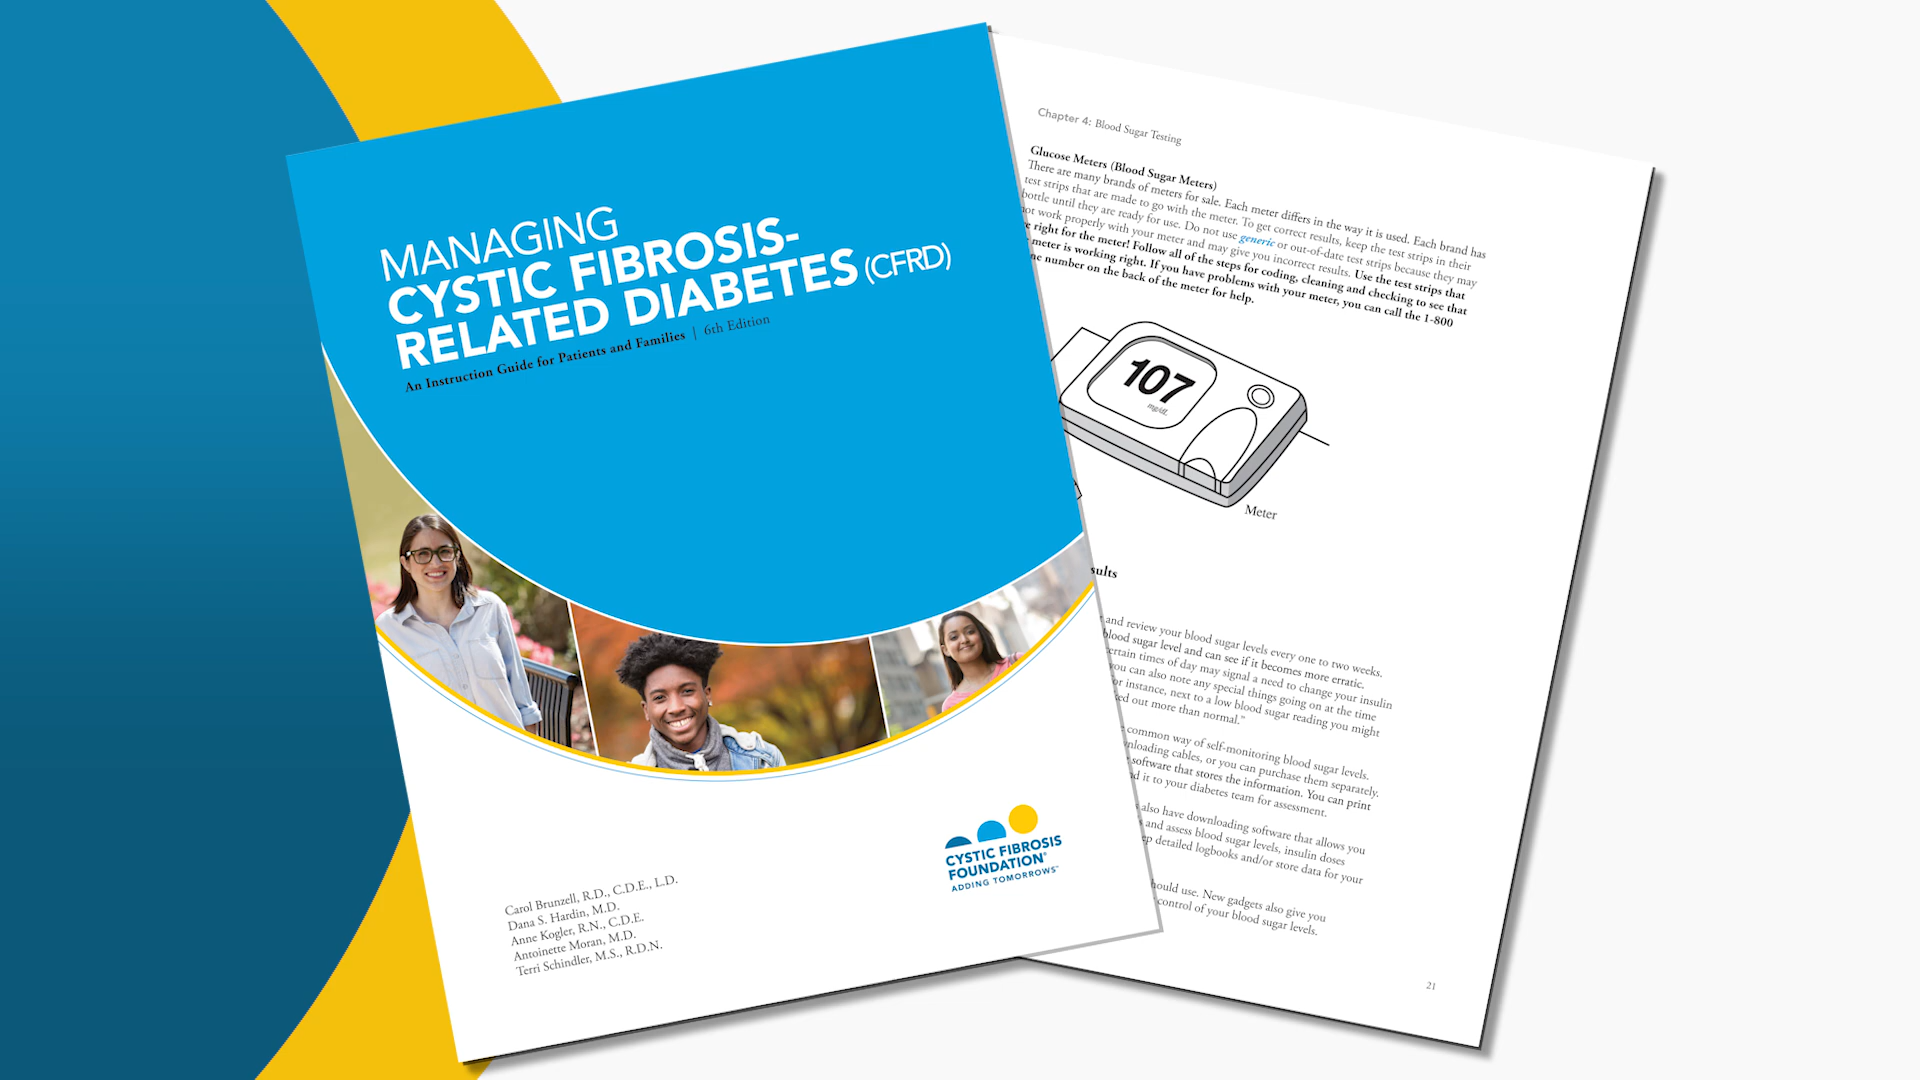 MANAGING
CYSTIC FIBROSIS-
RELATED DIABETES (CFRD)
An Instruction Guide for Patients and Families | 6th Edition
Carol Brunzell, R.D., C.D.E., L.D.
Dana S. Hardin, M.D.
Anne Kogler, R.N., C.D.E.
Antoinette Moran, M.D.
Terri Schindler, M.S., R.D.N.
CYSTIC FIBROSIS
FOUNDATION®
ADDING TOMORROWS™
Chapter 4: Blood Sugar Testing
Glucose Meters (Blood Sugar Meters)
There are many brands of meters for sale. Each meter differs in the way it is used. Each brand has
test strips that are made to go with the meter. To get correct results, keep the test strips in their
bottle until they are ready for use. Do not use generic or out-of-date test strips because they may
not work properly with your meter and may give you incorrect results. Use the test strips that
right for the meter! Follow all of the steps for coding, cleaning and checking to see that
meter is working right. If you have problems with your meter, you can call the 1-800
number on the back of the meter for help.
107
mg/dL
Meter
and review your blood sugar levels every one to two weeks.
blood sugar level and can see if it becomes more erratic.
times of day may signal a need to change your insulin
you can also note any special things going on at the time
or instance, next to a low blood sugar reading you might
out more than normal.”
common way of self-monitoring blood sugar levels.
cables, or you can purchase them separately.
software that stores the information. You can print
it to your diabetes team for assessment.
also have downloading software that allows you
and assess blood sugar levels, insulin doses
detailed logbooks and/or store data for your
use. New gadgets also give you
control of your blood sugar levels.
21